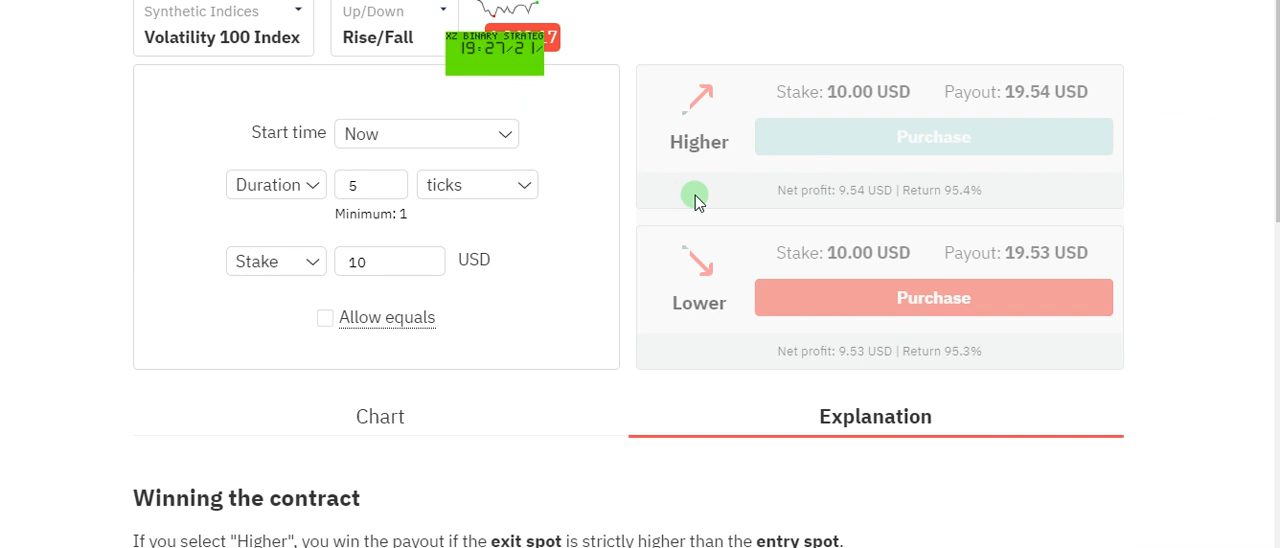 Synthetic Indices
Volatility 100 Index
Up/Down
Rise/Fall
17
XZ BINARY STRATEG
19:27/21/
Start time Now
Duration 5 ticks
Minimum: 1
Stake 10 USD
Allow equals
Higher
Stake: 10.00 USD Payout: 19.54 USD
Purchase
Net profit: 9.54 USD | Return 95.4%
Lower
Stake: 10.00 USD Payout: 19.53 USD
Purchase
Net profit: 9.53 USD | Return 95.3%
Chart Explanation
Winning the contract
If you select "Higher", you win the payout if the exit spot is strictly higher than the entry spot.